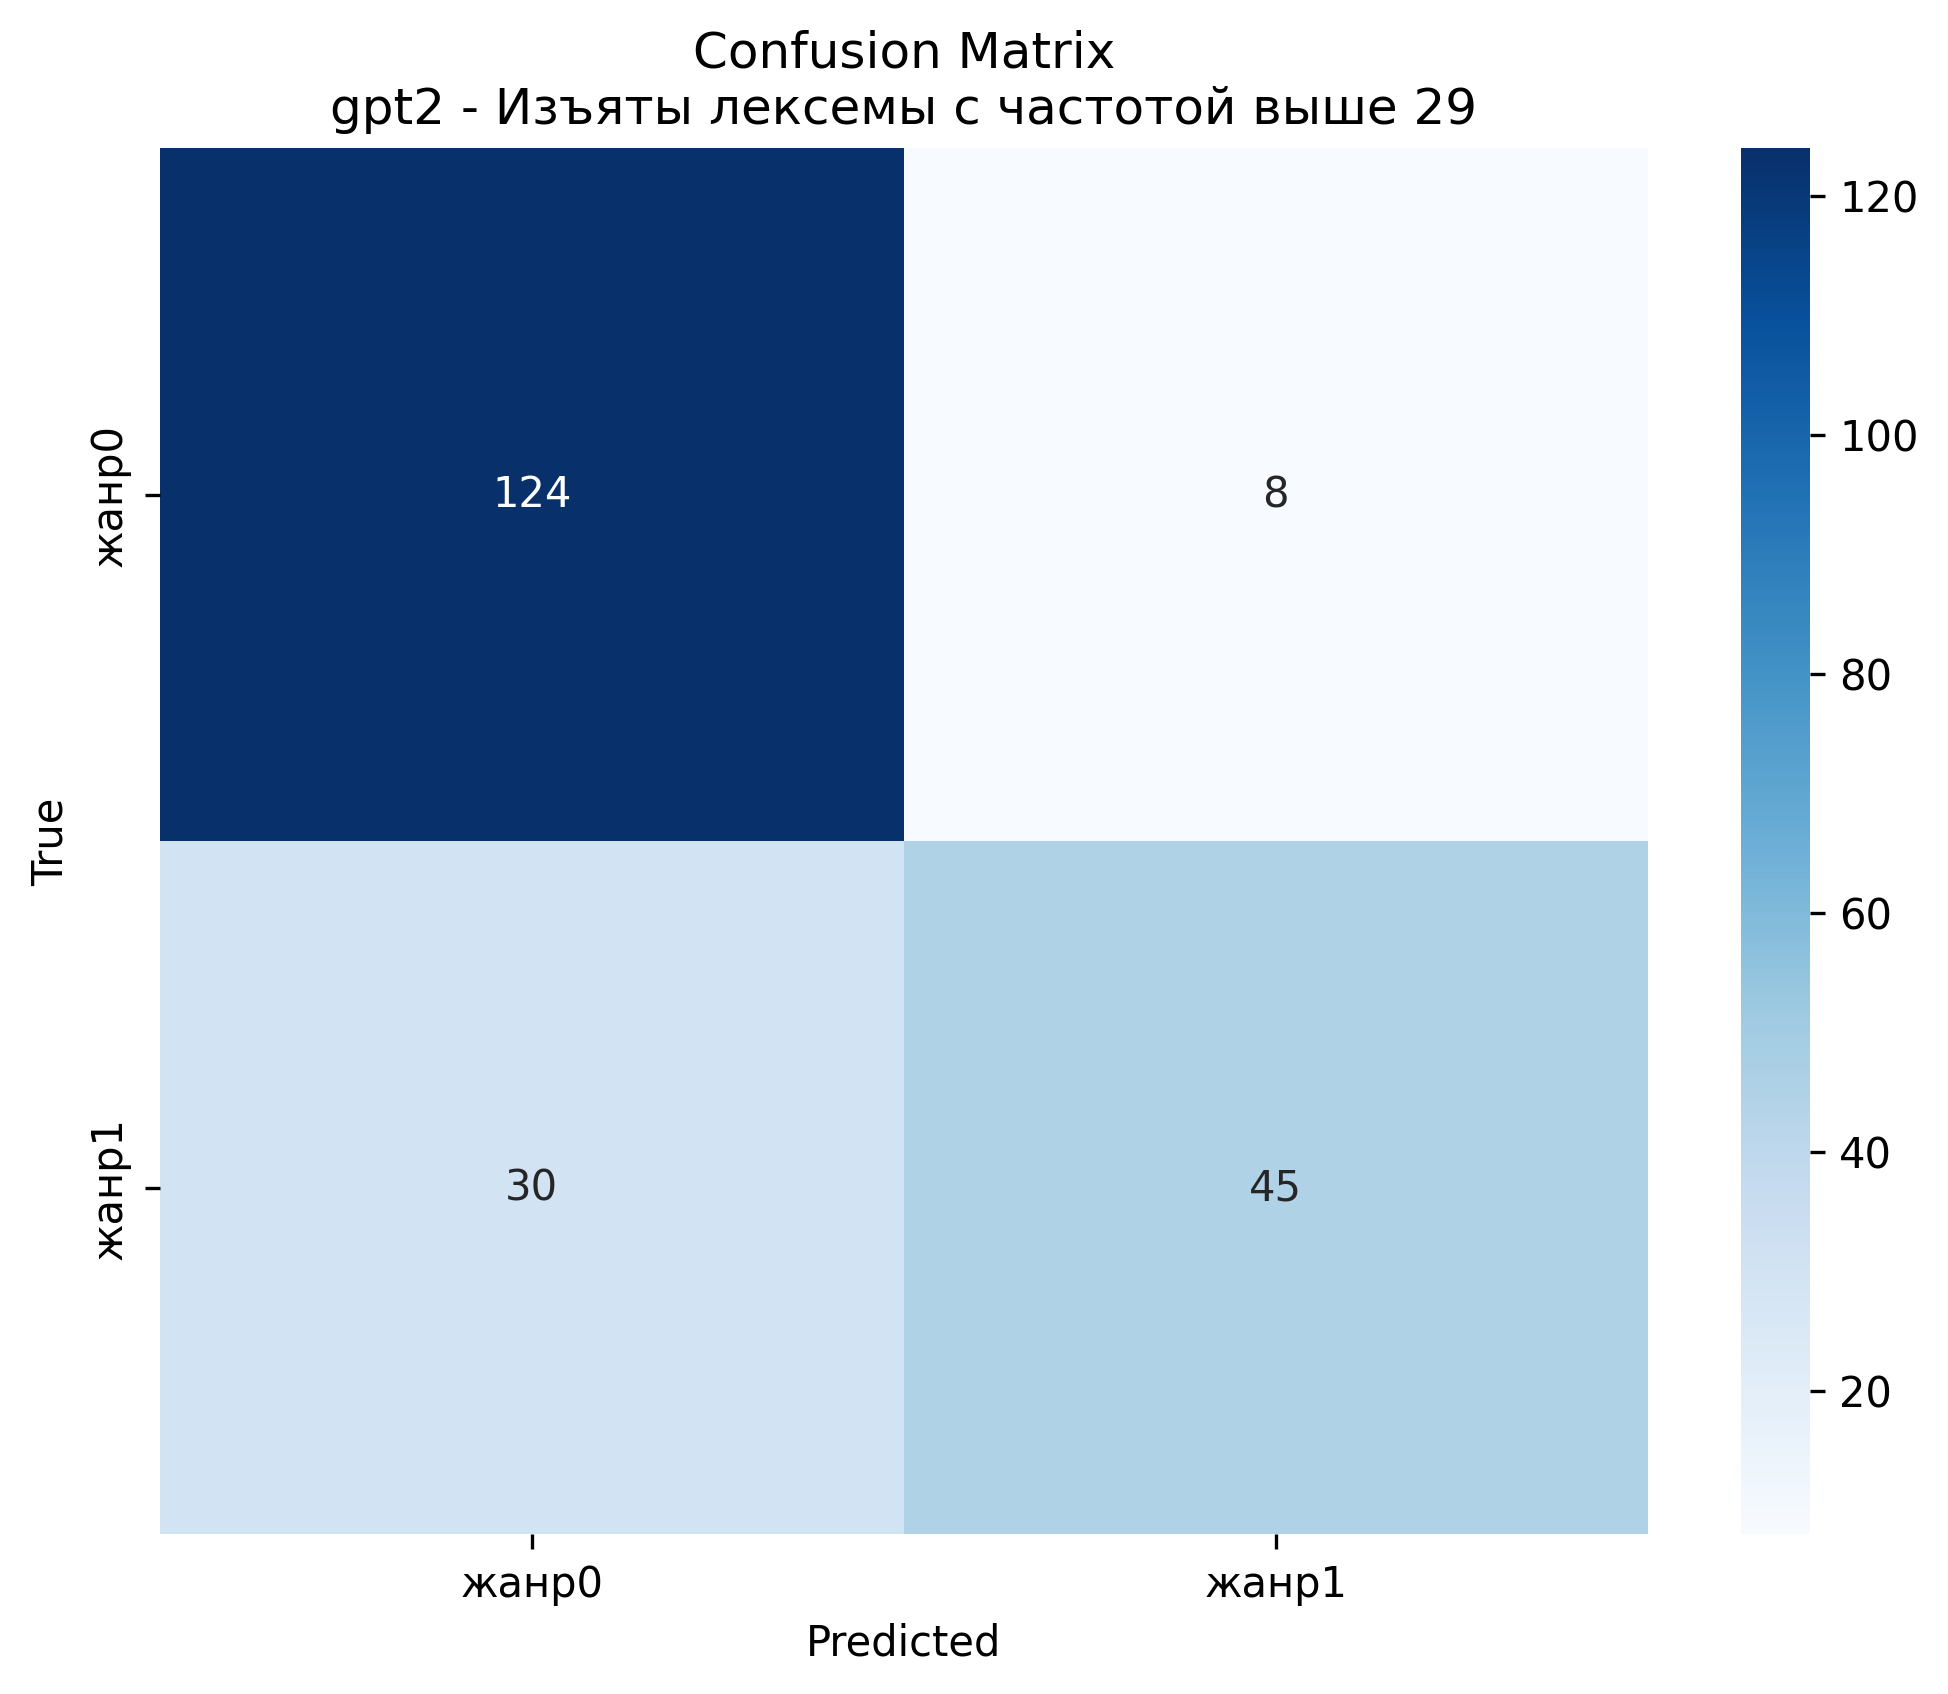 Confusion Matrix
gpt2 - Изъяты лексемы с частотой выше 29
True
жанр0
жанр1
124
8
30
45
жанр0
жанр1
Predicted
120
100
80
60
40
20